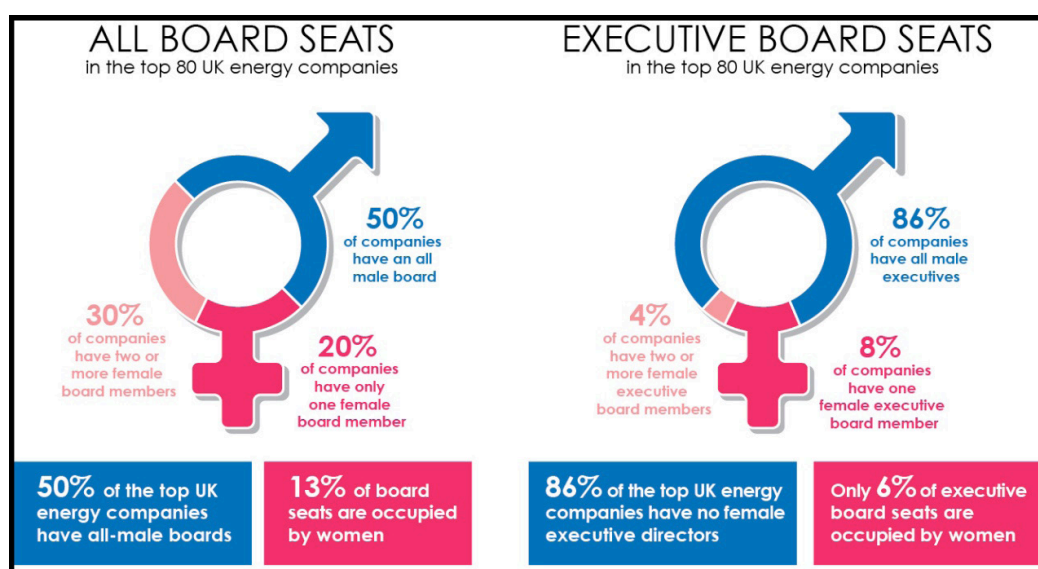 ALL BOARD SEATS
in the top 80 UK energy companies
50%
of companies
have an all
male board
30%
of companies
have two or
more female
board members
20%
of companies
have only
one female
board member
50% of the top UK
energy companies
have all-male boards
13% of board
seats are occupied
by women
EXECUTIVE BOARD SEATS
in the top 80 UK energy companies
86%
of companies
have all male
executives
4%
of companies
have two or
more female
executive
board members
8%
of companies
have one
female executive
board member
86% of the top UK energy
companies have no female
executive directors
Only 6% of executive
board seats are
occupied by women